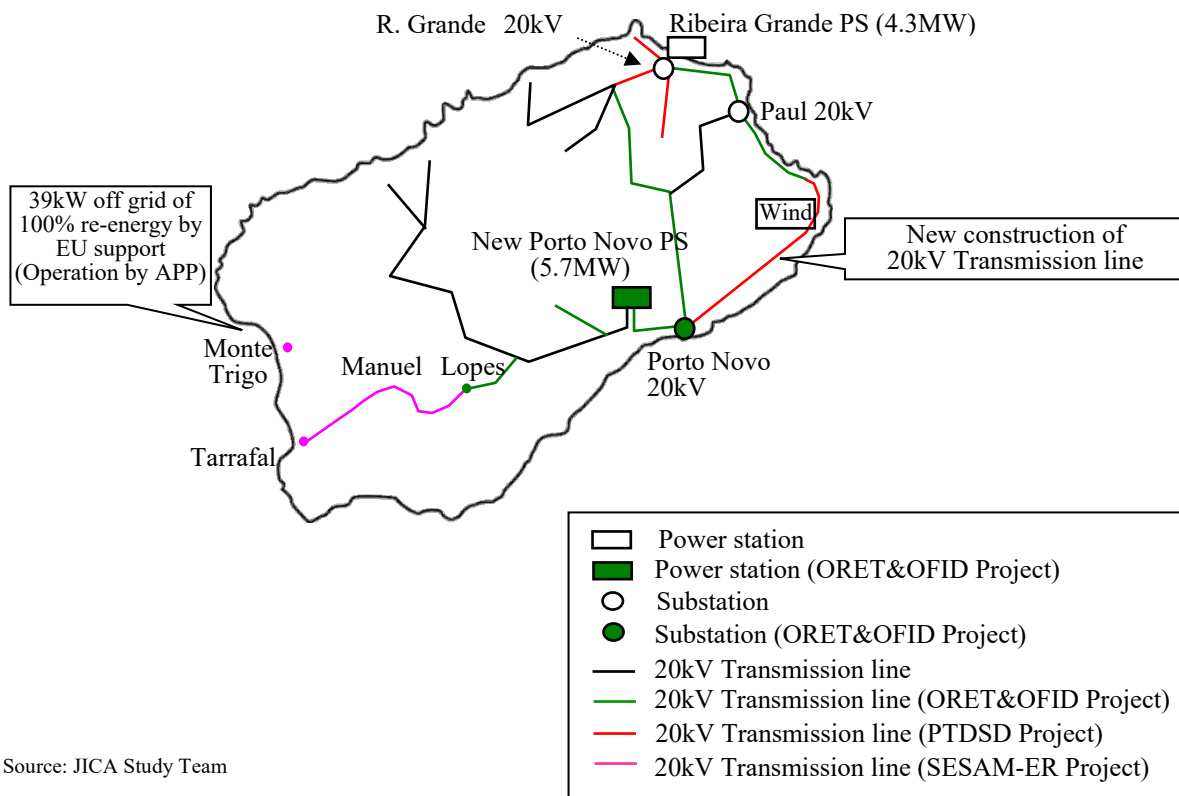 R. Grande 20kV
Ribeira Grande PS (4.3MW)
Paul 20kV
39kW off grid of
100% re-energy by
EU support
(Operation by APP)
Wind
New Porto Novo PS
(5.7MW)
New construction of
20kV Transmission line
Monte
Trigo
Manuel Lopes
Porto Novo
20kV
Tarrafal
Power station
Power station (ORET&OFID Project)
Substation
Substation (ORET&OFID Project)
20kV Transmission line
20kV Transmission line (ORET&OFID Project)
20kV Transmission line (PTDSD Project)
20kV Transmission line (SESAM-ER Project)
Source: JICA Study Team